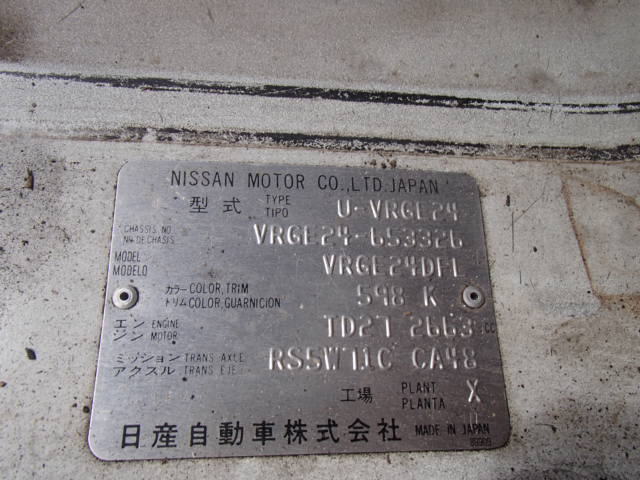 NISSAN MOTOR CO.,LTD.JAPAN
型式 TYPE TIPO U-VRGE24
CHASSIS. NO Nº DE CHASIS VRGE24-653326
MODEL MODELO VRGE24DFL
カラー COLOR, TRIM トリム COLOR, GUARNICION 598 K
エンジン ENGINE MOTOR TD27 2663 CC
ミッション TRANS. AXLE アクスル TRANS. EJE RS5W71C CA48
工場 PLANT PLANTA X
日産自動車株式会社 MADE IN JAPAN